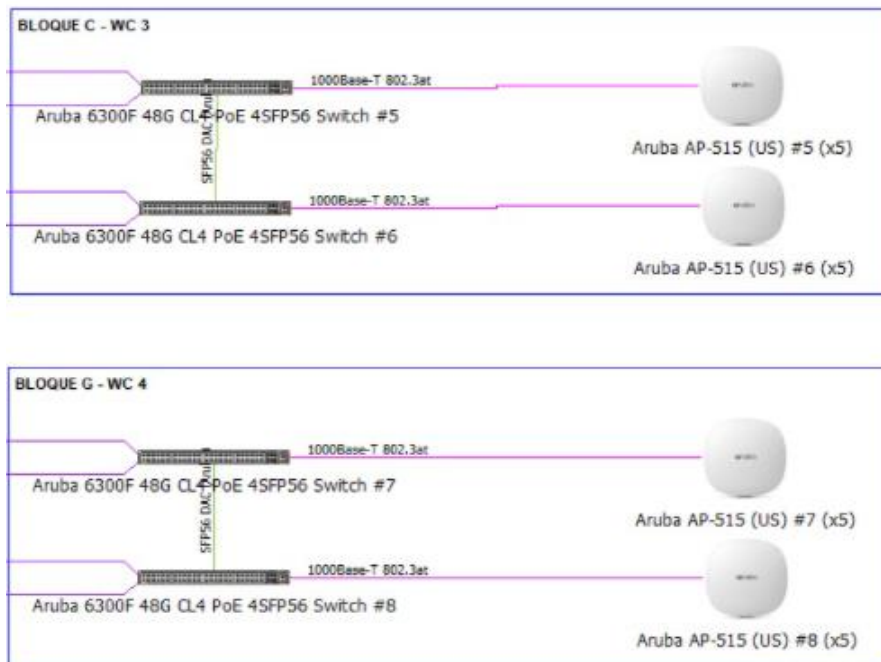 BLOQUE C - WC 3
1000Base-T 802.3at
Aruba 6300F 48G CL4 PoE 4SFP56 Switch #5
Aruba AP-515 (US) #5 (x5)
SFP56 DAC
1000Base-T 802.3at
Aruba 6300F 48G CL4 PoE 4SFP56 Switch #6
Aruba AP-515 (US) #6 (x5)
BLOQUE G - WC 4
1000Base-T 802.3at
Aruba 6300F 48G CL4 PoE 4SFP56 Switch #7
Aruba AP-515 (US) #7 (x5)
SFP56 DAC
1000Base-T 802.3at
Aruba 6300F 48G CL4 PoE 4SFP56 Switch #8
Aruba AP-515 (US) #8 (x5)